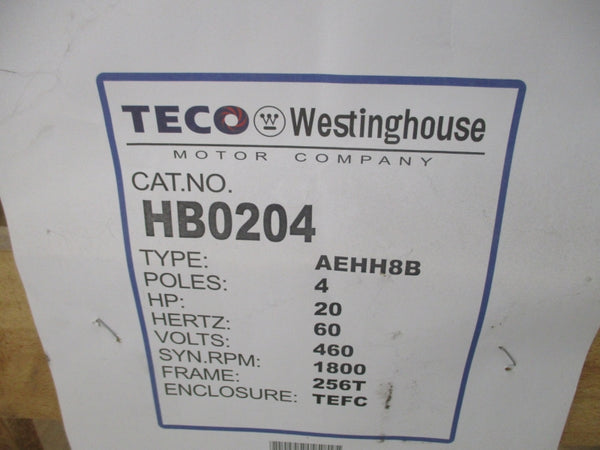 TECO W Westinghouse
MOTOR COMPANY
CAT.NO.
HB0204
TYPE: AEHH8B
POLES: 4
HP: 20
HERTZ: 60
VOLTS: 460
SYN.RPM: 1800
FRAME: 256T
ENCLOSURE: TEFC